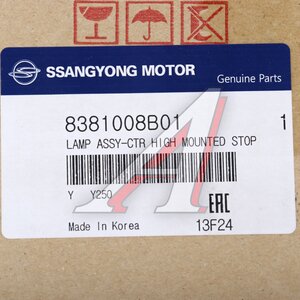 SSANGYONG MOTOR
Genuine Parts
8381008B01 1
LAMP ASSY-CTR HIGH MOUNTED STOP
Y Y250
EAC
Made in Korea 13F24